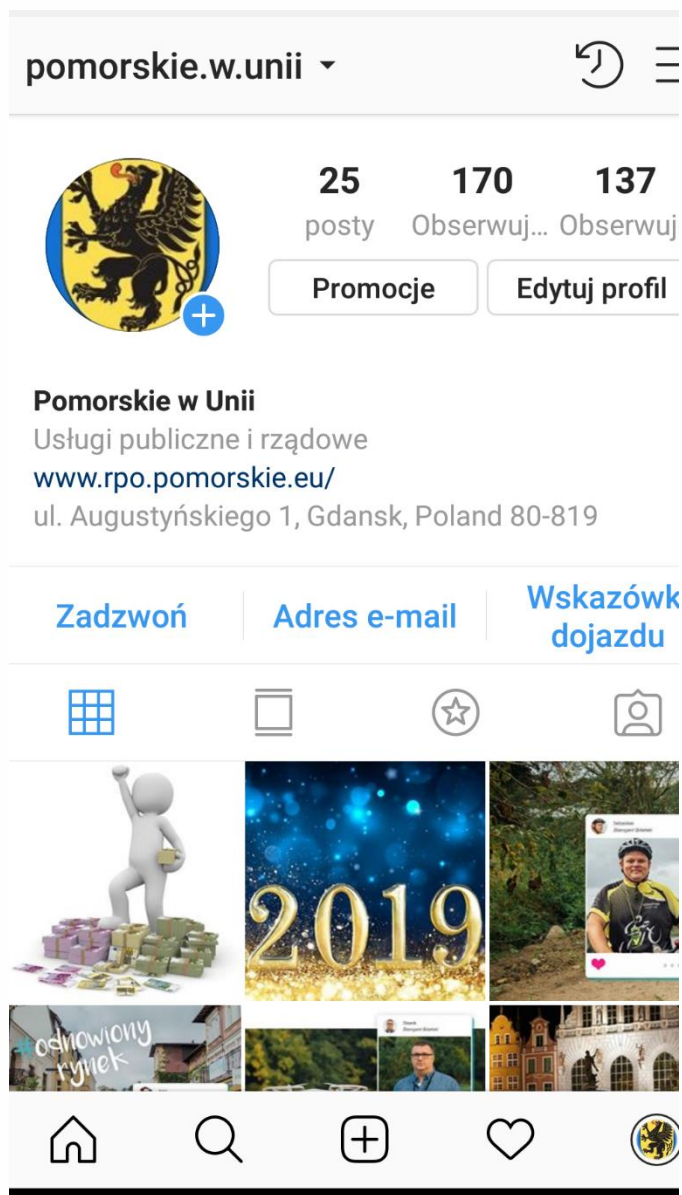 pomorskie.w.unii
25 170 137
posty Obserwuj... Obserwuj
Promocje Edytuj profil
Pomorskie w Unii
Usługi publiczne i rządowe
www.rpo.pomorskie.eu/
ul. Augustyńskiego 1, Gdansk, Poland 80-819
Zadzwoń Adres e-mail Wskazówk
dojazdu
2019
#odnowiony
rynek